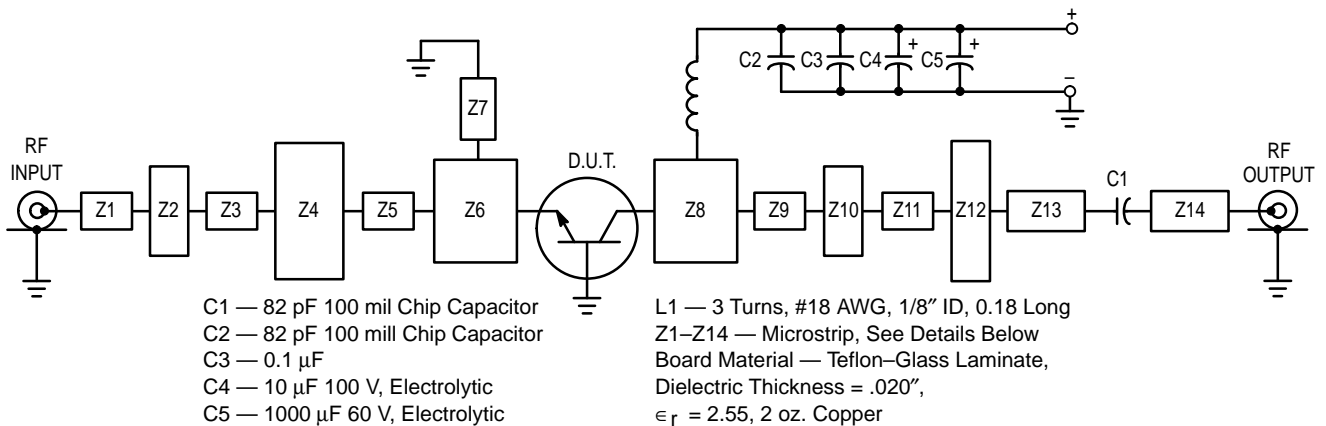 +
C2
C3
C4
+
C5
+
–
Z7
RF
INPUT
D.U.T.
RF
OUTPUT
C1
Z1
Z2
Z3
Z4
Z5
Z6
Z8
Z9
Z10
Z11
Z12
Z13
Z14
C1 — 82 pF 100 mil Chip Capacitor
C2 — 82 pF 100 mill Chip Capacitor
C3 — 0.1 μF
C4 — 10 μF 100 V, Electrolytic
C5 — 1000 μF 60 V, Electrolytic
L1 — 3 Turns, #18 AWG, 1/8″ ID, 0.18 Long
Z1–Z14 — Microstrip, See Details Below
Board Material — Teflon–Glass Laminate,
Dielectric Thickness = .020″,
∈r = 2.55, 2 oz. Copper